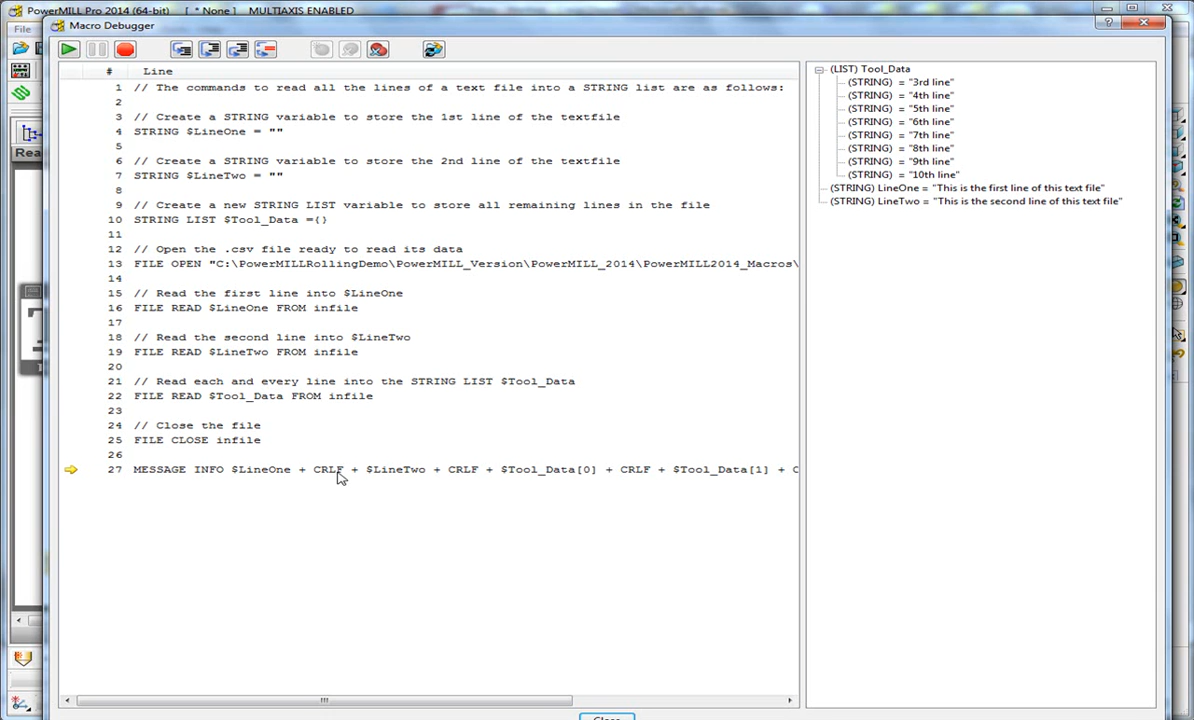 PowerMILL Pro 2014 (64-bit) [ * None ] MULTIAXIS ENABLED
Macro Debugger
File
# Line
1 // The commands to read all the lines of a text file into a STRING list are as follows:
2
3 // Create a STRING variable to store the 1st line of the textfile
4 STRING $LineOne = ""
5
6 // Create a STRING variable to store the 2nd line of the textfile
7 STRING $LineTwo = ""
8
9 // Create a new STRING LIST variable to store all remaining lines in the file
10 STRING LIST $Tool_Data ={}
11
12 // Open the .csv file ready to read its data
13 FILE OPEN "C:\PowerMILLRollingDemo\PowerMILL_Version\PowerMILL_2014\PowerMILL2014_Macros\
14
15 // Read the first line into $LineOne
16 FILE READ $LineOne FROM infile
17
18 // Read the second line into $LineTwo
19 FILE READ $LineTwo FROM infile
20
21 // Read each and every line into the STRING LIST $Tool_Data
22 FILE READ $Tool_Data FROM infile
23
24 // Close the file
25 FILE CLOSE infile
26
27 MESSAGE INFO $LineOne + CRLF + $LineTwo + CRLF + $Tool_Data[0] + CRLF + $Tool_Data[1] + C
(LIST) Tool_Data
(STRING) = "3rd line"
(STRING) = "4th line"
(STRING) = "5th line"
(STRING) = "6th line"
(STRING) = "7th line"
(STRING) = "8th line"
(STRING) = "9th line"
(STRING) = "10th line"
(STRING) LineOne = "This is the first line of this text file"
(STRING) LineTwo = "This is the second line of this text file"
Rea
Close